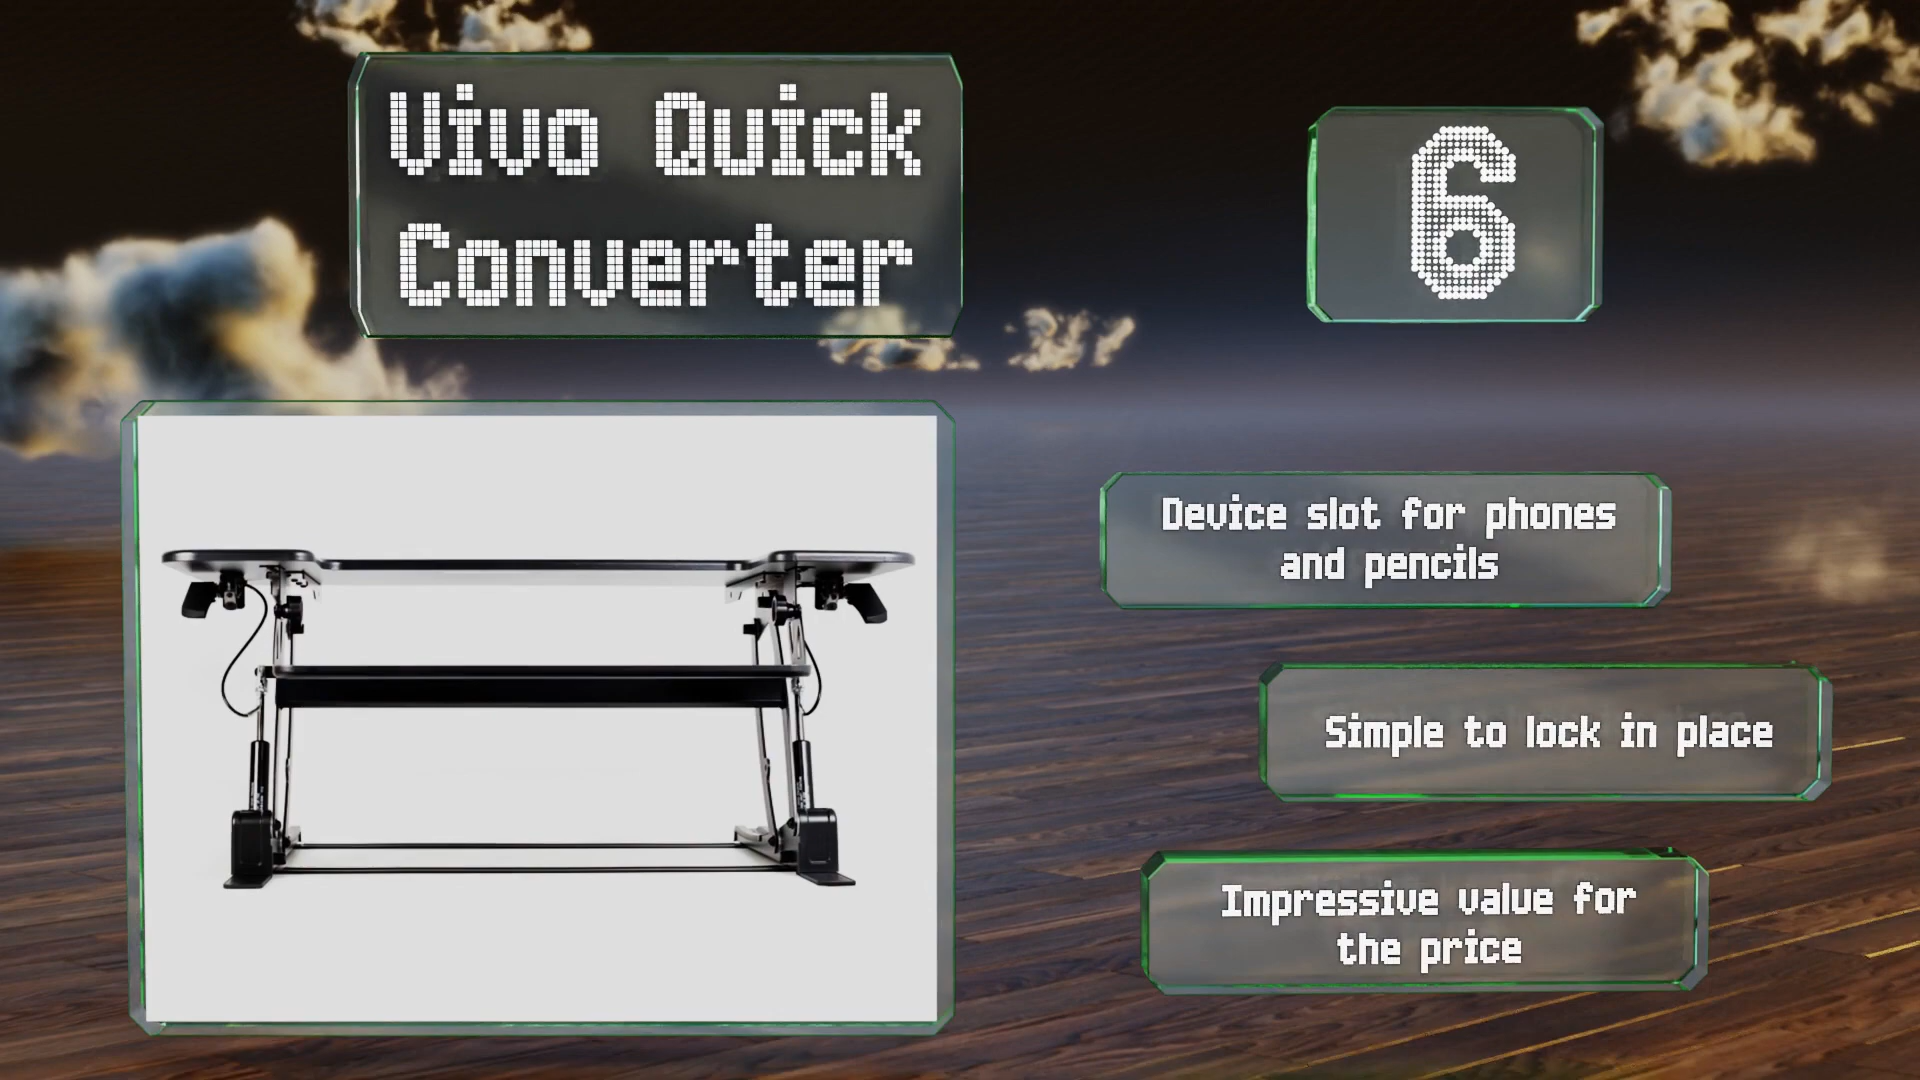 Vivo Quick
Converter
6
Device slot for phones
and pencils
Simple to lock in place
Impressive value for
the price